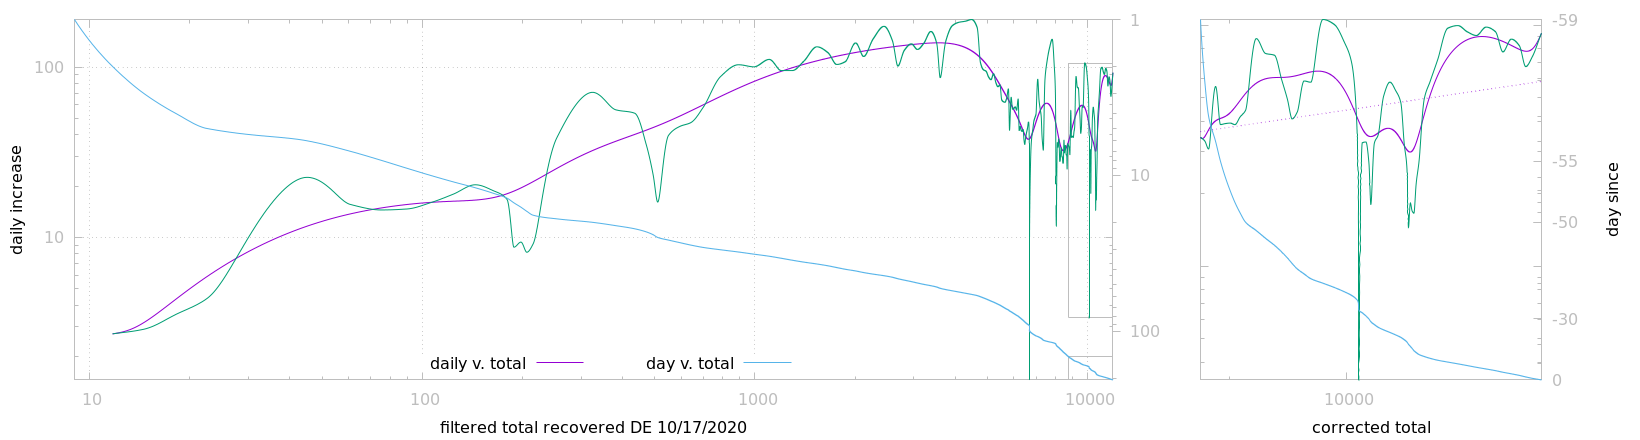 daily increase
100
10
daily v. total
day v. total
10
100
1000
10000
filtered total recovered DE 10/17/2020
1
10
100
10000
corrected total
-59
-55
-50
-30
0
day since